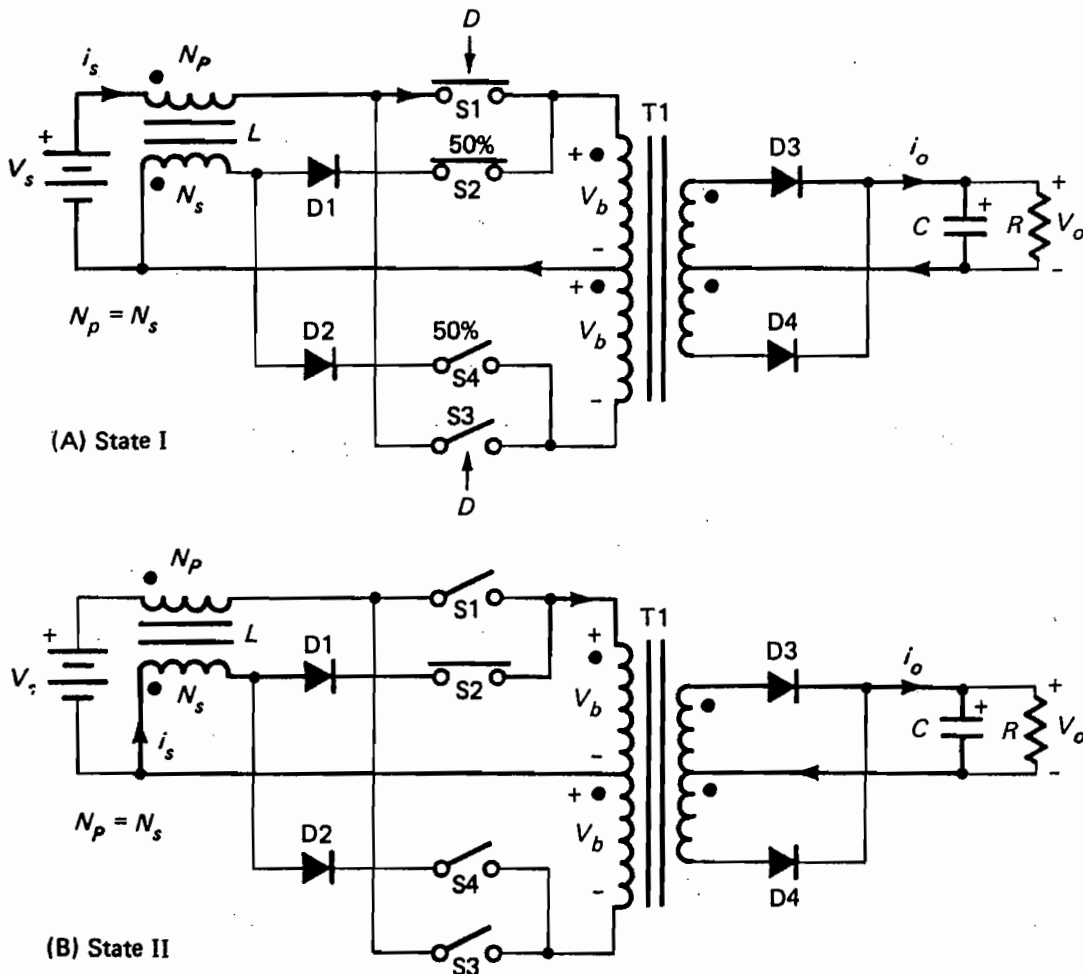 D
i_s
N_P
S1
T1
D3
i_o
+
L
50%
+
+
V_s
N_s
D1
S2
V_b
C
R
V_o
-
-
+
N_p = N_s
50%
V_b
D2
S4
D4
-
S3
(A) State I
D
N_P
S1
T1
+
L
D1
+
D3
i_o
+
+
N_s
S2
V_b
C
R
V_o
i_s
-
-
+
N_P = N_s
D2
V_b
S4
D4
-
(B) State II
S3